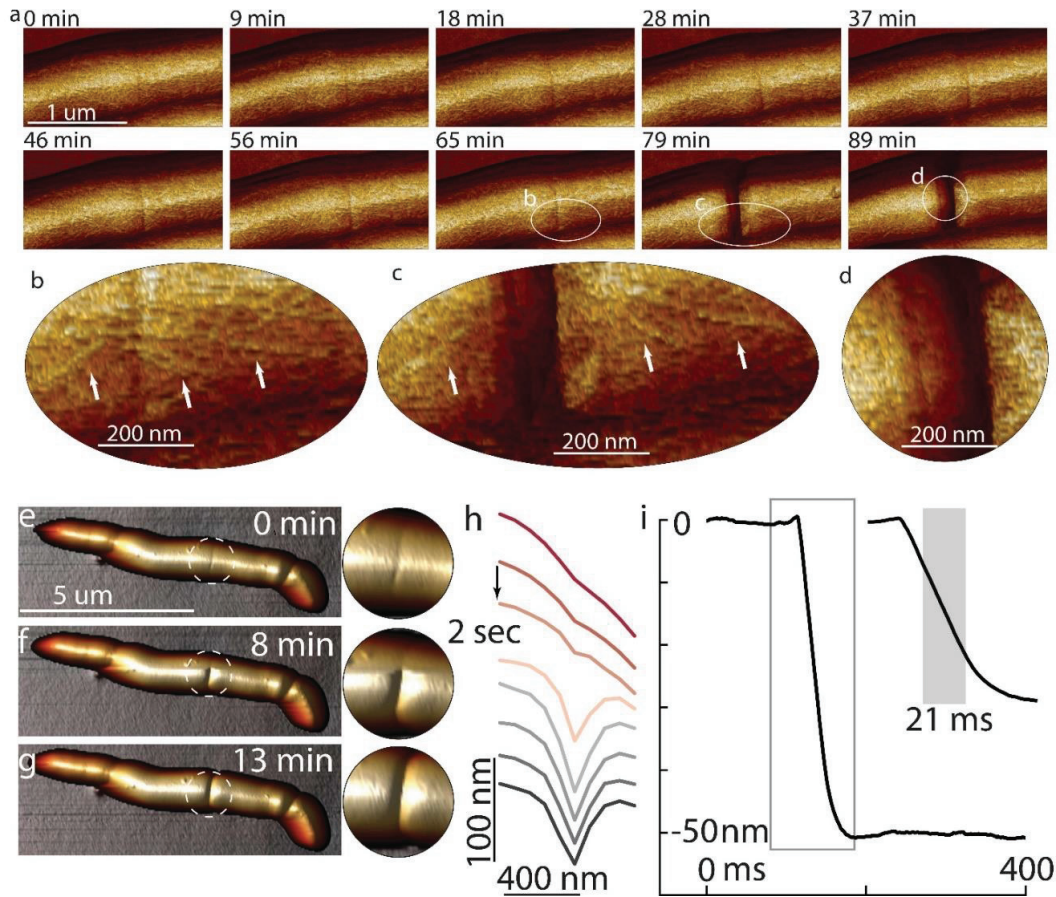 a 0 min 9 min 18 min 28 min 37 min
1 um
46 min 56 min 65 min 79 min 89 min
b c d
b c d
200 nm 200 nm 200 nm
e 0 min h i 0
5 um
f 8 min 2 sec
21 ms
g 13 min
100 nm
--50nm
0 ms 400
400 nm